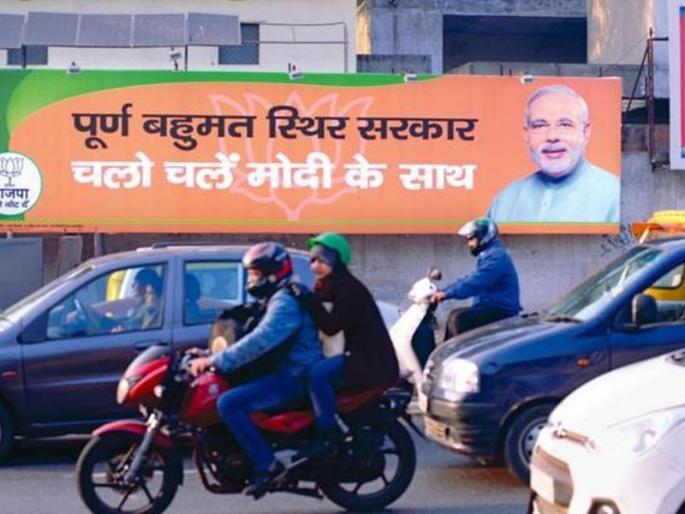 पूर्ण बहुमत स्थिर सरकार
चलो चलें मोदी के साथ